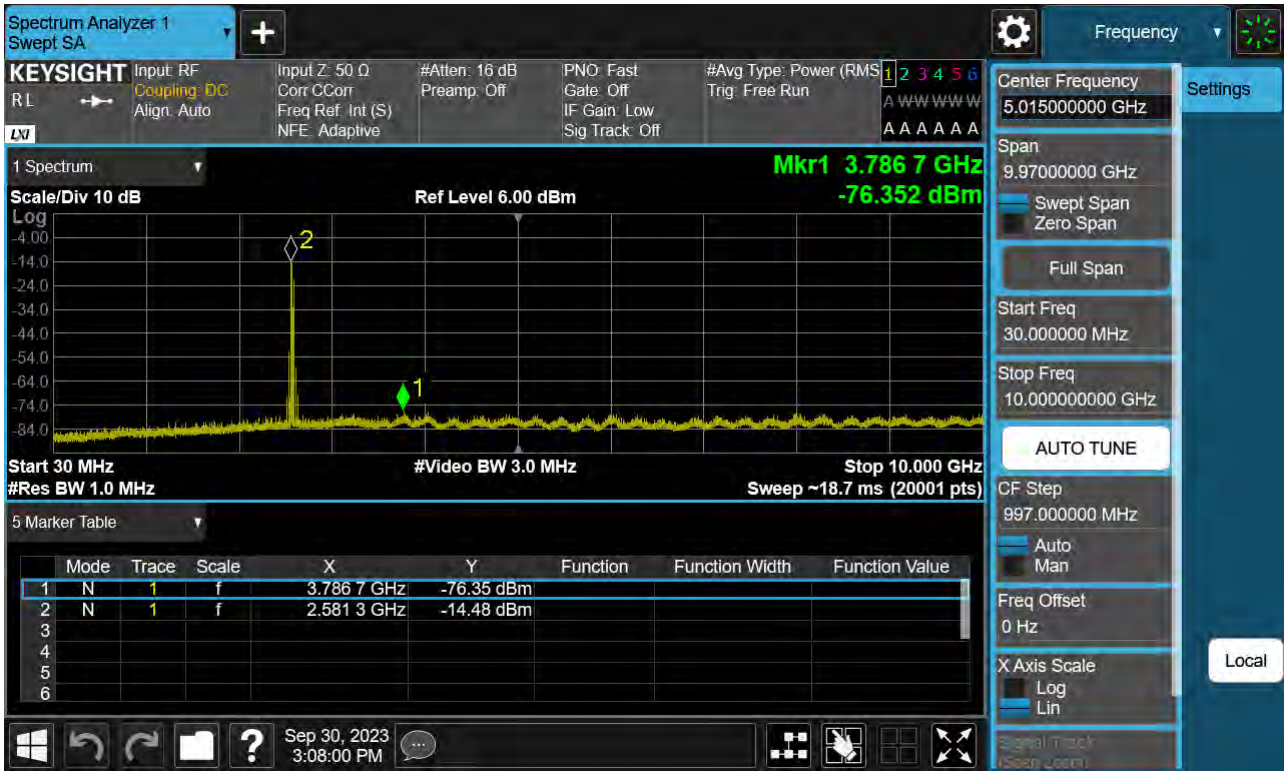 Spectrum Analyzer 1
Swept SA
+
Frequency
KEYSIGHT
RL
LXI
Input: RF
Coupling: DC
Align: Auto
Input Z: 50 Ω
Corr CCorr
Freq Ref: Int (S)
NFE: Adaptive
#Atten: 16 dB
Preamp: Off
PNO: Fast
Gate: Off
IF Gain: Low
Sig Track: Off
#Avg Type: Power (RMS
Trig: Free Run
1 2 3 4 5 6
A W W W W W
A A A A A A
1 Spectrum
Mkr1 3.786 7 GHz
-76.352 dBm
Scale/Div 10 dB
Ref Level 6.00 dBm
Log
-4.00
-14.0
-24.0
-34.0
-44.0
-54.0
-64.0
-74.0
-84.0
2
1
Start 30 MHz
#Video BW 3.0 MHz
Stop 10.000 GHz
#Res BW 1.0 MHz
Sweep ~18.7 ms (20001 pts)
5 Marker Table
Mode Trace Scale X Y Function Function Width Function Value
1 N 1 f 3.786 7 GHz -76.35 dBm
2 N 1 f 2.581 3 GHz -14.48 dBm
3
4
5
6
Sep 30, 2023
3:08:00 PM
?
Center Frequency
5.015000000 GHz
Settings
Span
9.97000000 GHz
Swept Span
Zero Span
Full Span
Start Freq
30.000000 MHz
Stop Freq
10.000000000 GHz
AUTO TUNE
CF Step
997.000000 MHz
Auto
Man
Freq Offset
0 Hz
X Axis Scale
Log
Lin
Local
Signal Track
(Span Zoom)